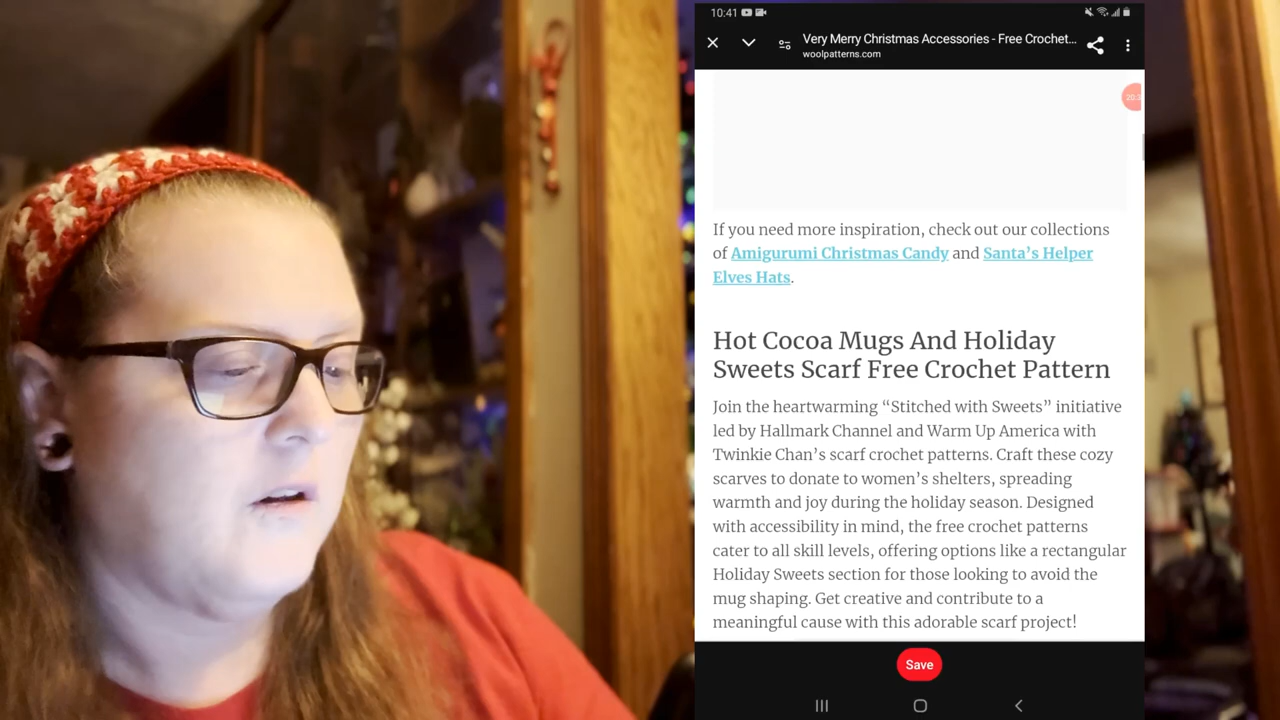 10:41
Very Merry Christmas Accessories - Free Crochet...
woolpatterns.com
If you need more inspiration, check out our collections
of Amigurumi Christmas Candy and Santa’s Helper
Elves Hats.
Hot Cocoa Mugs And Holiday
Sweets Scarf Free Crochet Pattern
Join the heartwarming “Stitched with Sweets” initiative
led by Hallmark Channel and Warm Up America with
Twinkie Chan’s scarf crochet patterns. Craft these cozy
scarves to donate to women’s shelters, spreading
warmth and joy during the holiday season. Designed
with accessibility in mind, the free crochet patterns
cater to all skill levels, offering options like a rectangular
Holiday Sweets section for those looking to avoid the
mug shaping. Get creative and contribute to a
meaningful cause with this adorable scarf project!
Save